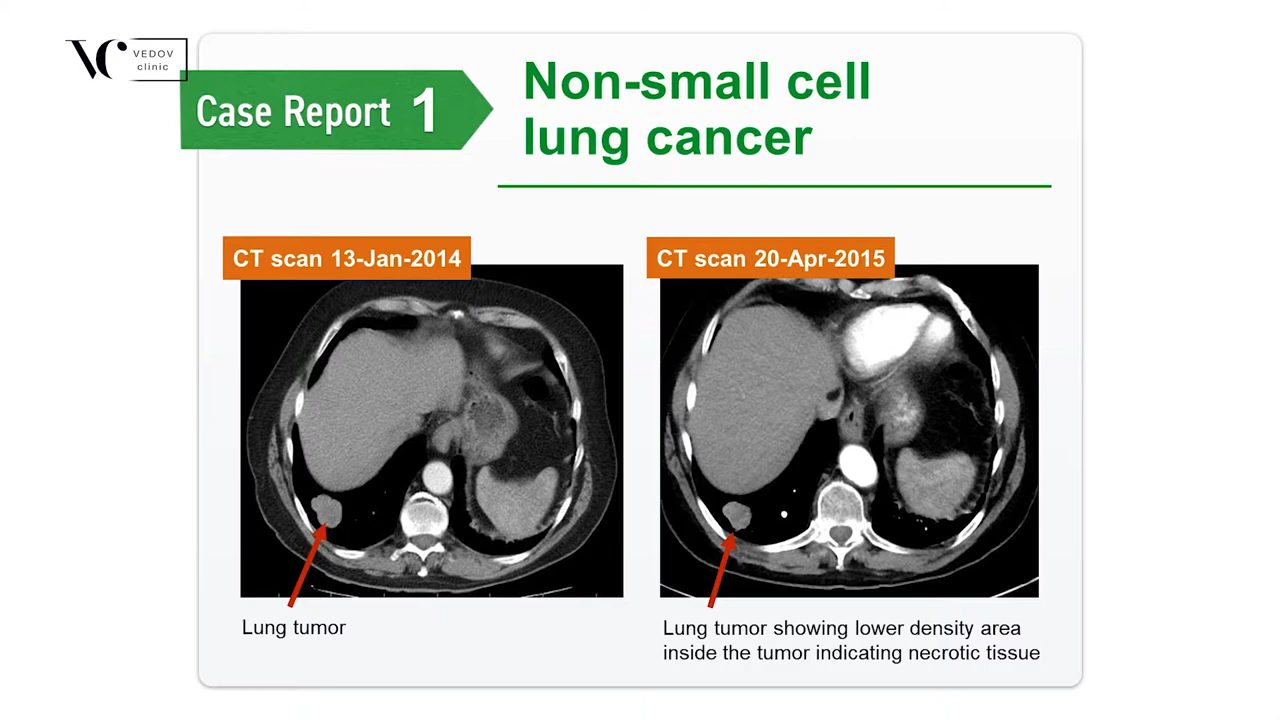 VC VEDOV
clinic
Case Report 1
Non-small cell
lung cancer
CT scan 13-Jan-2014
CT scan 20-Apr-2015
Lung tumor
Lung tumor showing lower density area
inside the tumor indicating necrotic tissue